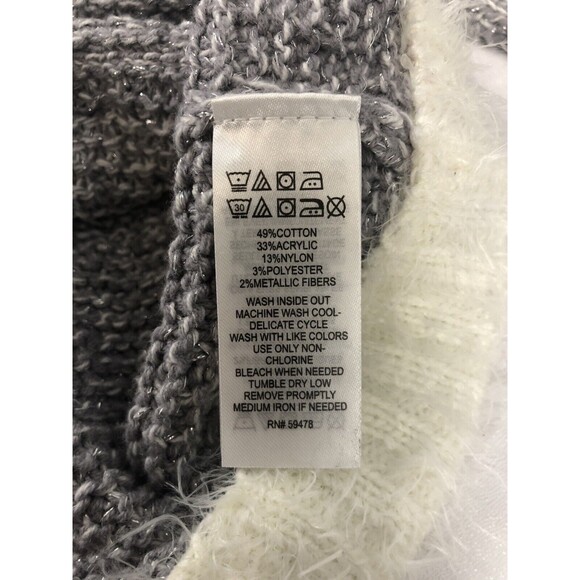 30
49%COTTON
33%ACRYLIC
13%NYLON
3%POLYESTER
2%METALLIC FIBERS
WASH INSIDE OUT
MACHINE WASH COOL-
DELICATE CYCLE
WASH WITH LIKE COLORS
USE ONLY NON-
CHLORINE
BLEACH WHEN NEEDED
TUMBLE DRY LOW
REMOVE PROMPTLY
MEDIUM IRON IF NEEDED
RN# 59478